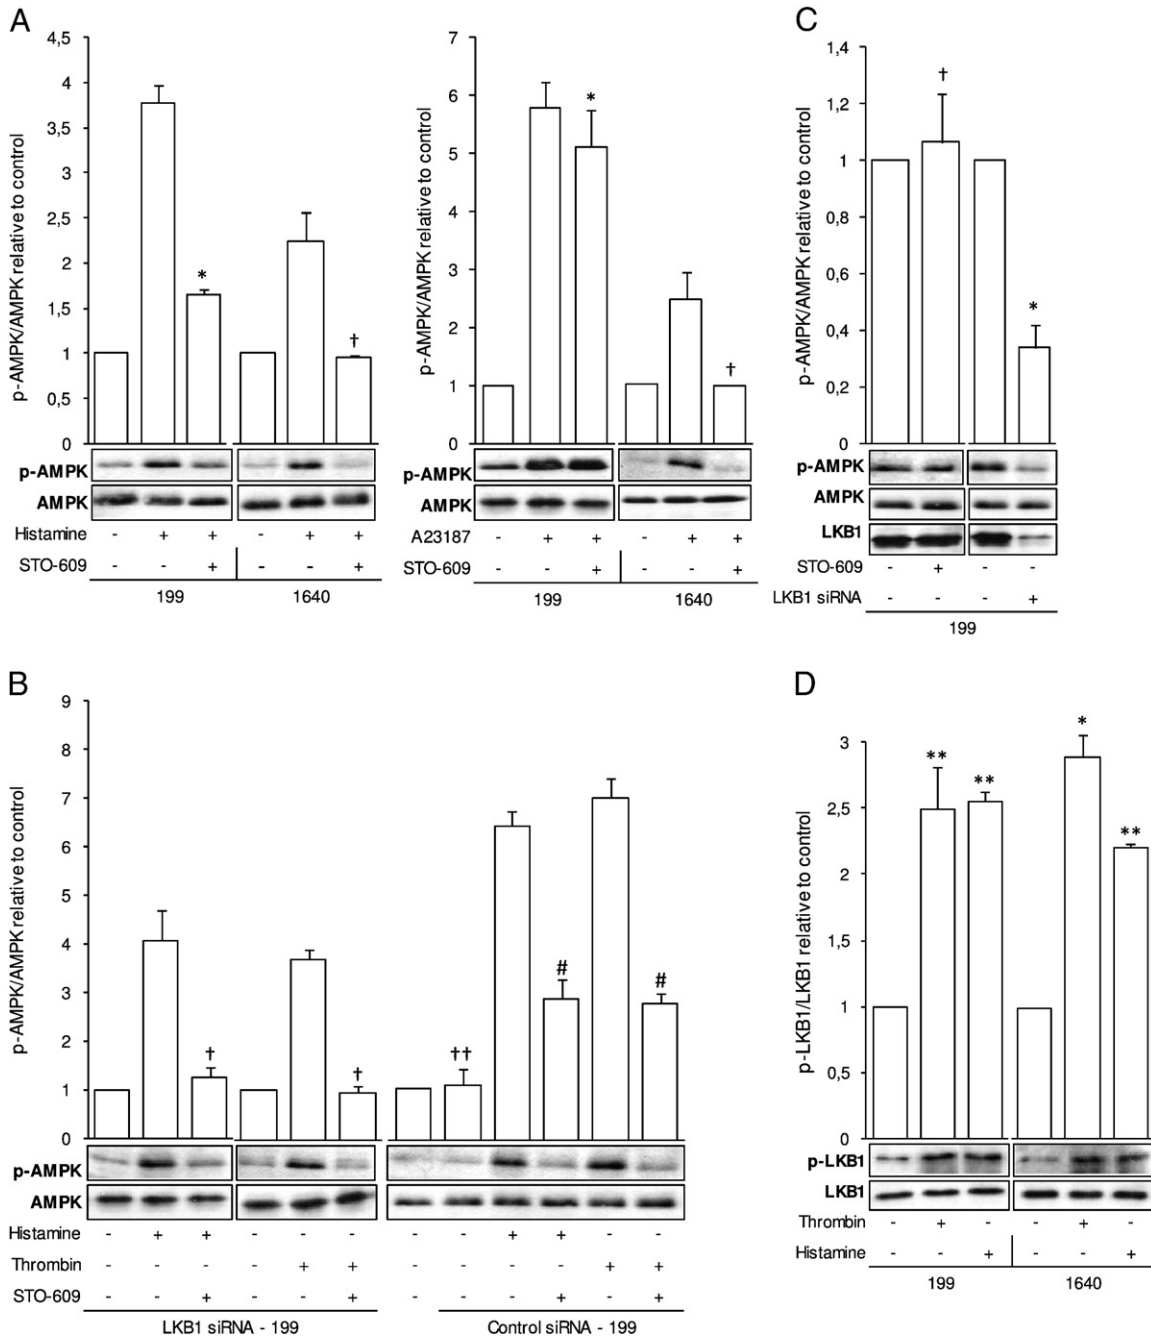 A
p-AMPK/AMPK relative to control
4,5
4
3,5
3
2,5
2
1,5
1
0,5
0
* †
p-AMPK
AMPK
Histamine - + + - + +
STO-609 - - + - - +
199 1640
p-AMPK/AMPK relative to control
7
6
5
4
3
2
1
0
* †
p-AMPK
AMPK
A23187 - + + - + +
STO-609 - - + - - +
199 1640
C
p-AMPK/AMPK relative to control
1,4
1,2
1
0,8
0,6
0,4
0,2
0
† *
p-AMPK
AMPK
LKB1
STO-609 - + - -
LKB1 siRNA - - - +
199
B
p-AMPK/AMPK relative to control
9
8
7
6
5
4
3
2
1
0
† † †† # #
p-AMPK
AMPK
Histamine - + + - - - - - + + - -
Thrombin - - - - + + - - - - + +
STO-609 - - + - - + - - - + - +
LKB1 siRNA - 199 Control siRNA - 199
D
p-LKB1/LKB1 relative to control
3
2,5
2
1,5
1
0,5
0
** ** * **
p-LKB1
LKB1
Thrombin - + - - + -
Histamine - - + - - +
199 1640